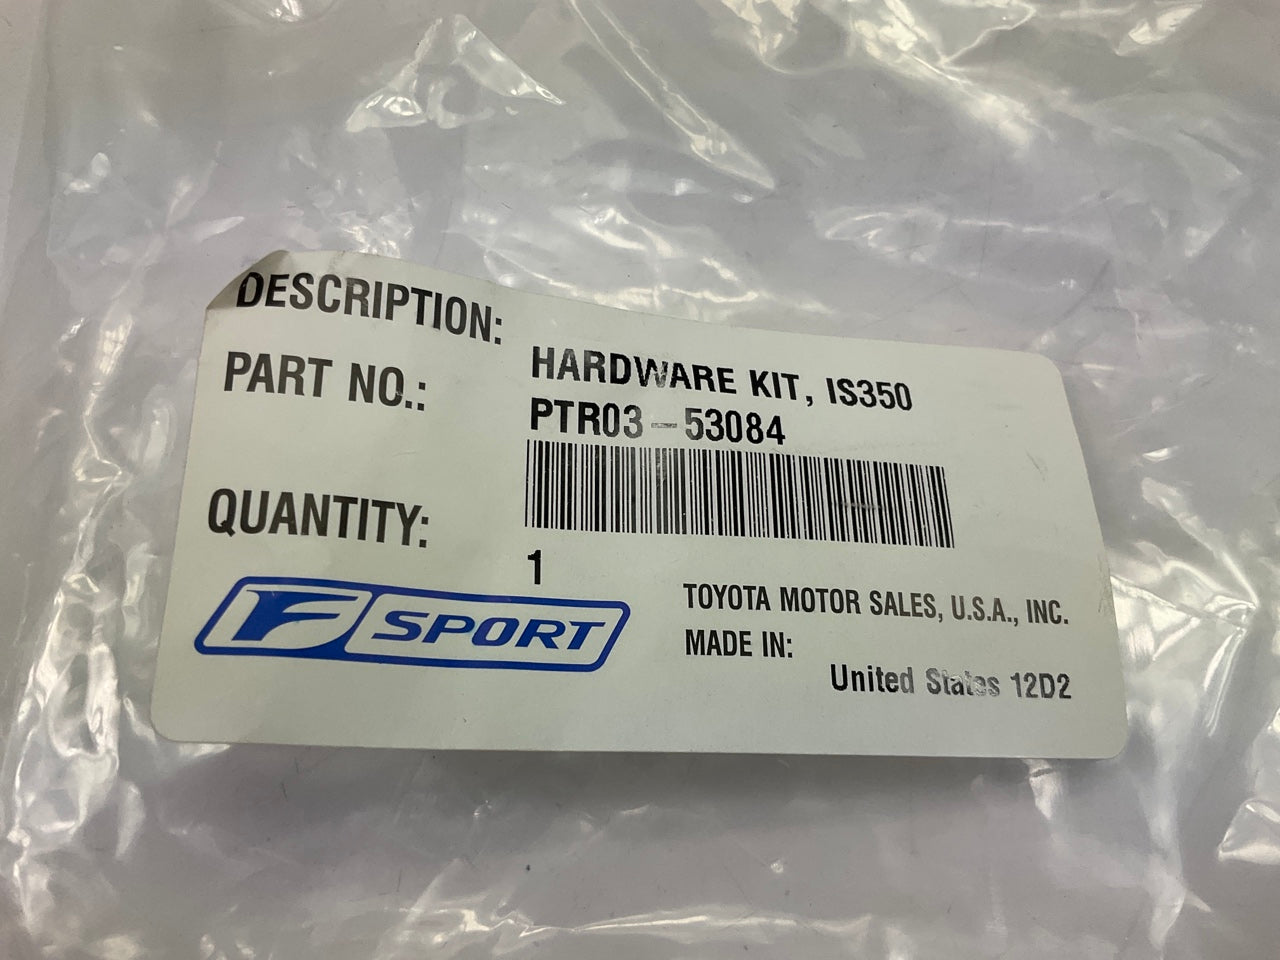 DESCRIPTION:
HARDWARE KIT, IS350
PART NO.:
PTR03-53084
QUANTITY:
1
F SPORT
TOYOTA MOTOR SALES, U.S.A., INC.
MADE IN:
United States 12D2